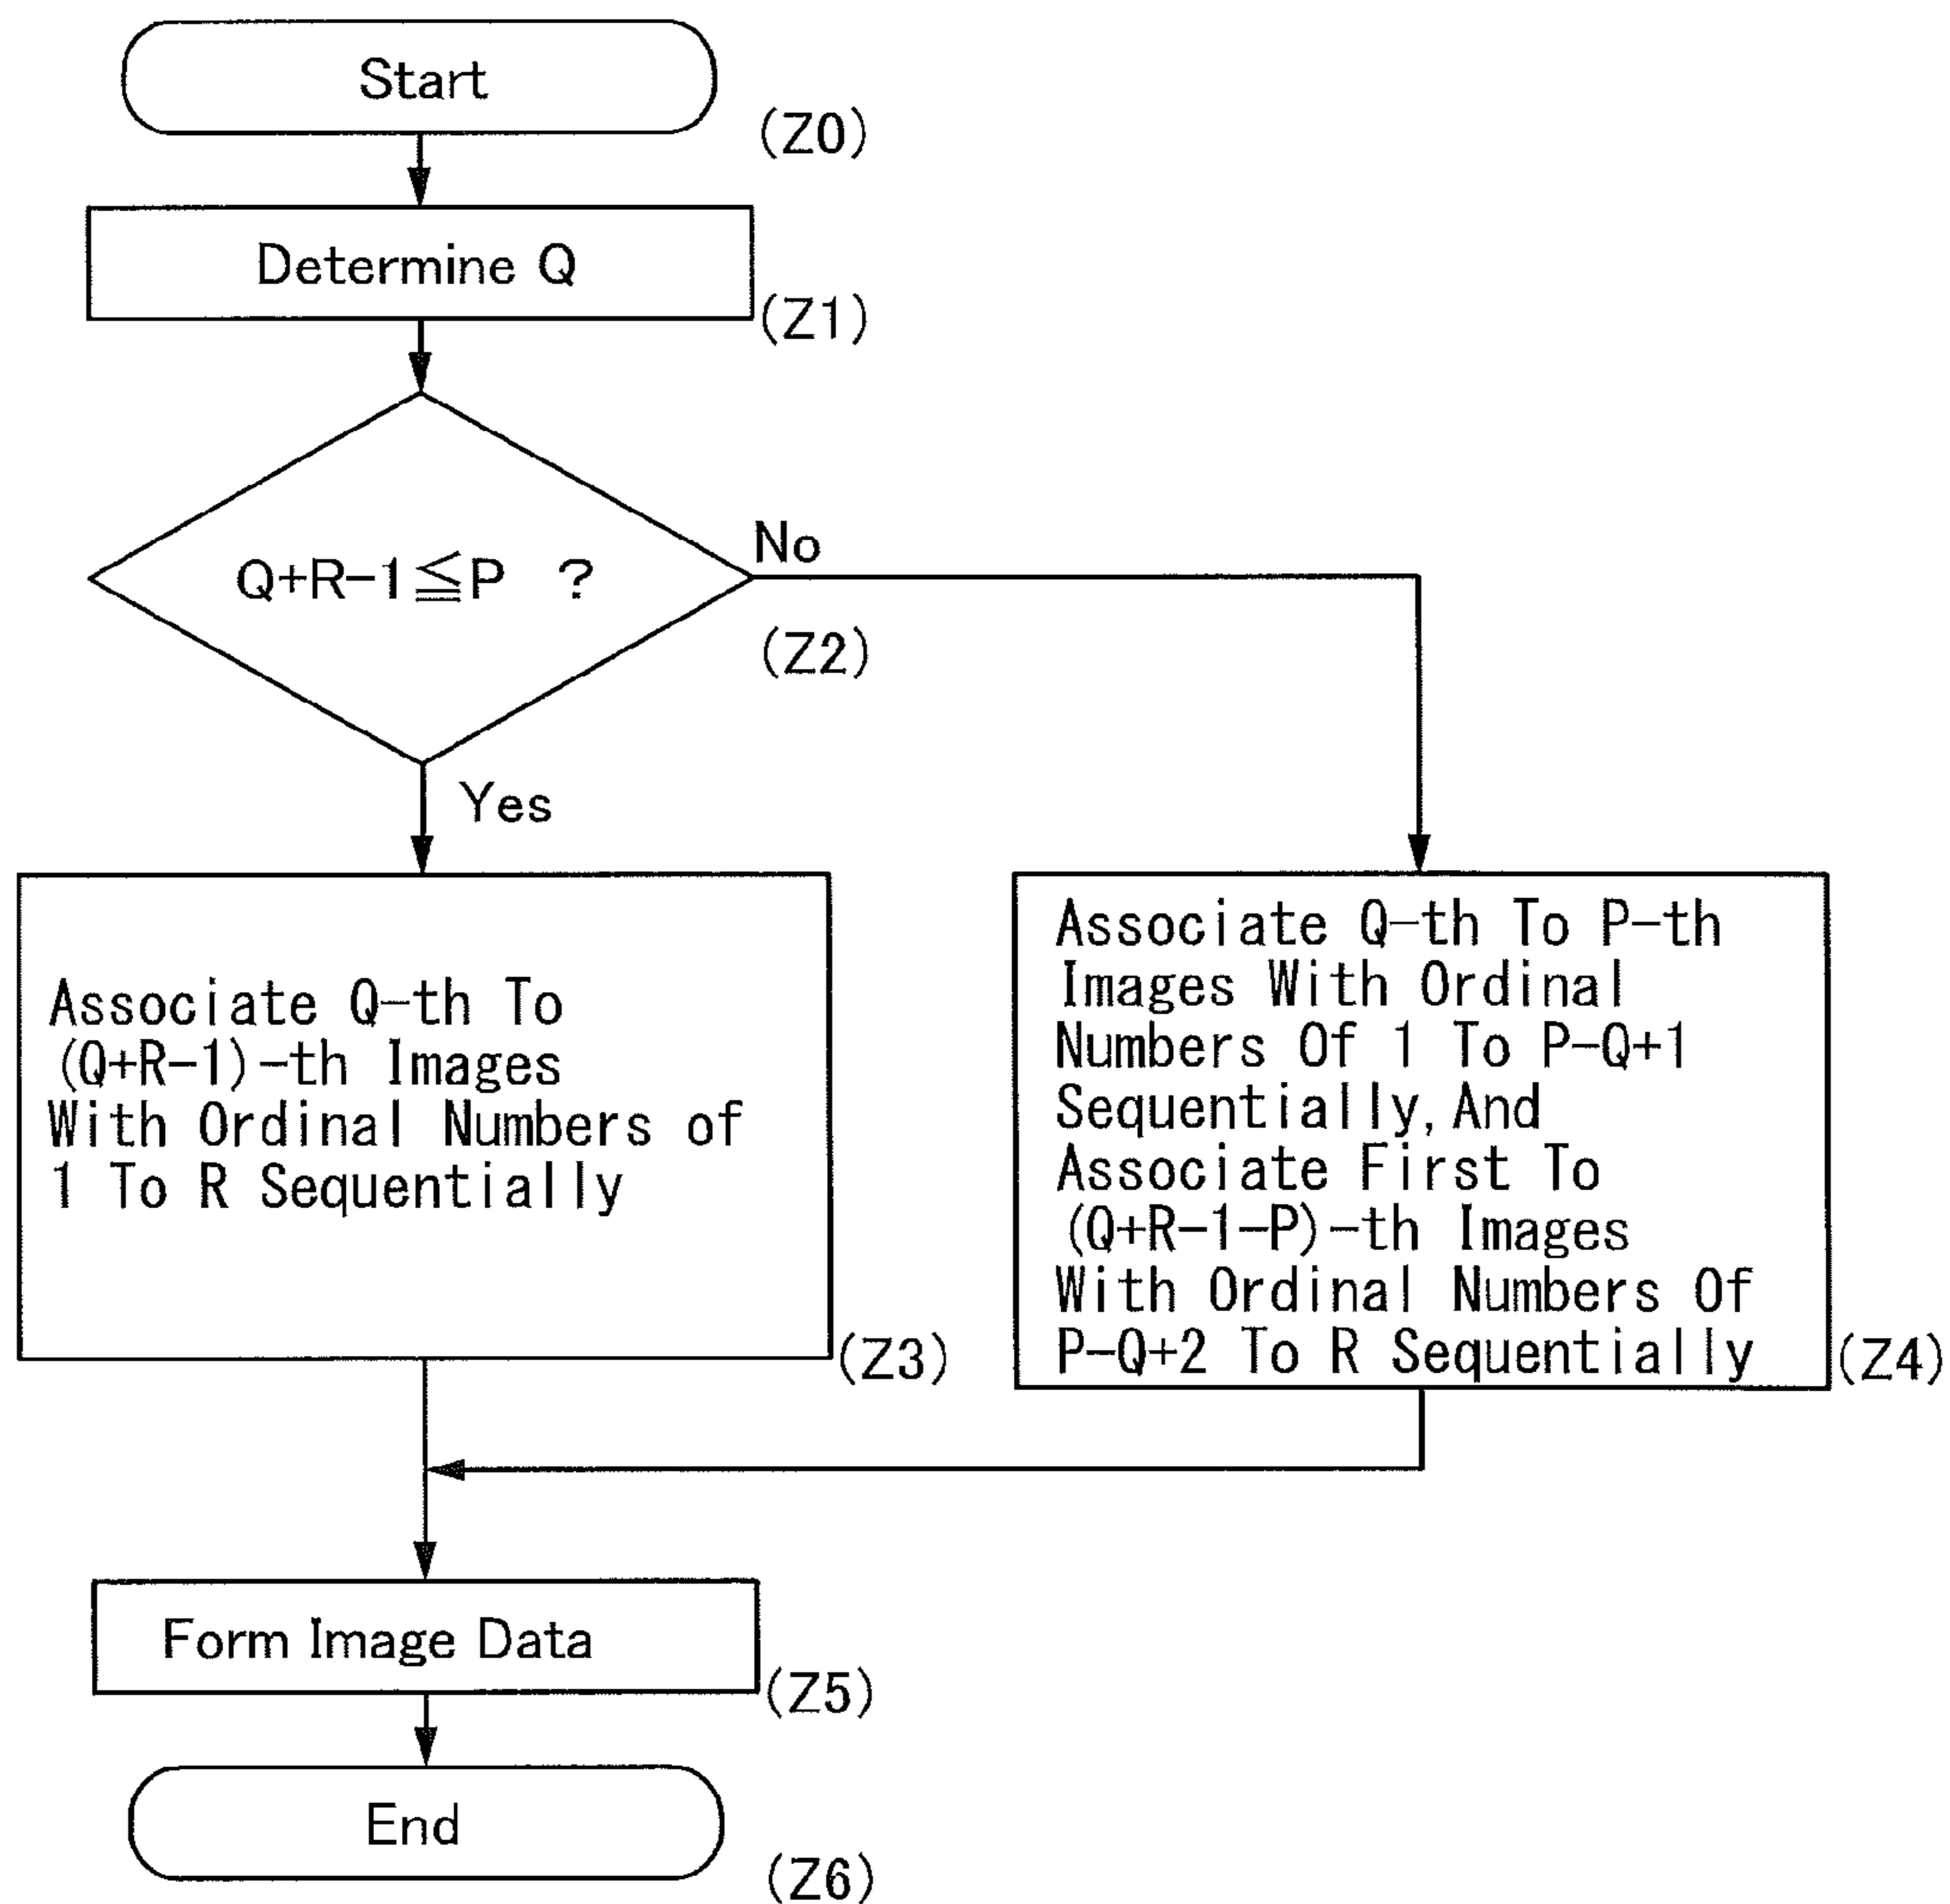 Start
(Z0)
Determine Q
(Z1)
Q+R-1≦P ?
No
(Z2)
Yes
Associate Q-th To
(Q+R-1)-th Images
With Ordinal Numbers of
1 To R Sequentially
(Z3)
Associate Q-th To P-th
Images With Ordinal
Numbers Of 1 To P-Q+1
Sequentially, And
Associate First To
(Q+R-1-P)-th Images
With Ordinal Numbers Of
P-Q+2 To R Sequentially
(Z4)
Form Image Data
(Z5)
End
(Z6)